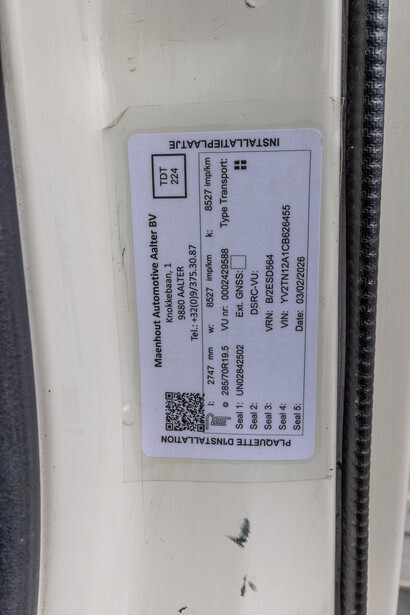 INSTALLATIEPLAATJE
Maenhout Automotive Aalter BV
Knokkebaan, 1
9880 AALTER
Tel.: +32(0)9/375.30.87
TDT
224
l: 2747 mm w: 8527 imp/km k: 8527 imp/km
285/70R19.5 VU nr: 0002429588 Type Transport:
Seal 1: UN02842502 Ext. GNSS:
Seal 2: DSRC-VU:
Seal 3: VRN: B/2ESD564
Seal 4: VIN: YV2TN12A1CB626455
Seal 5: Date: 03/02/2026
PLAQUETTE D'INSTALLATION